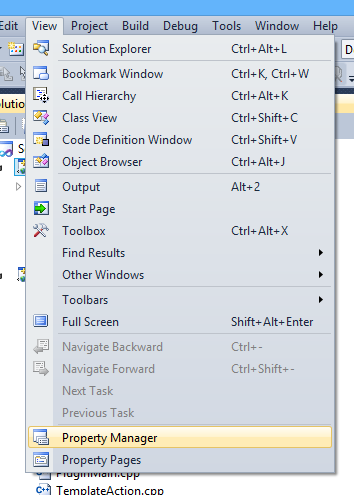 Edit View Project Build Debug Tools Window Help
Solution Explorer Ctrl+Alt+L
Bookmark Window Ctrl+K, Ctrl+W
Call Hierarchy Ctrl+Alt+K
Class View Ctrl+Shift+C
Code Definition Window Ctrl+Shift+V
Object Browser Ctrl+Alt+J
Output Alt+2
Start Page
Toolbox Ctrl+Alt+X
Find Results
Other Windows
Toolbars
Full Screen Shift+Alt+Enter
Navigate Backward Ctrl+-
Navigate Forward Ctrl+Shift+-
Next Task
Previous Task
Property Manager
Property Pages
PluginMain.cpp
TemplateAction.cpp